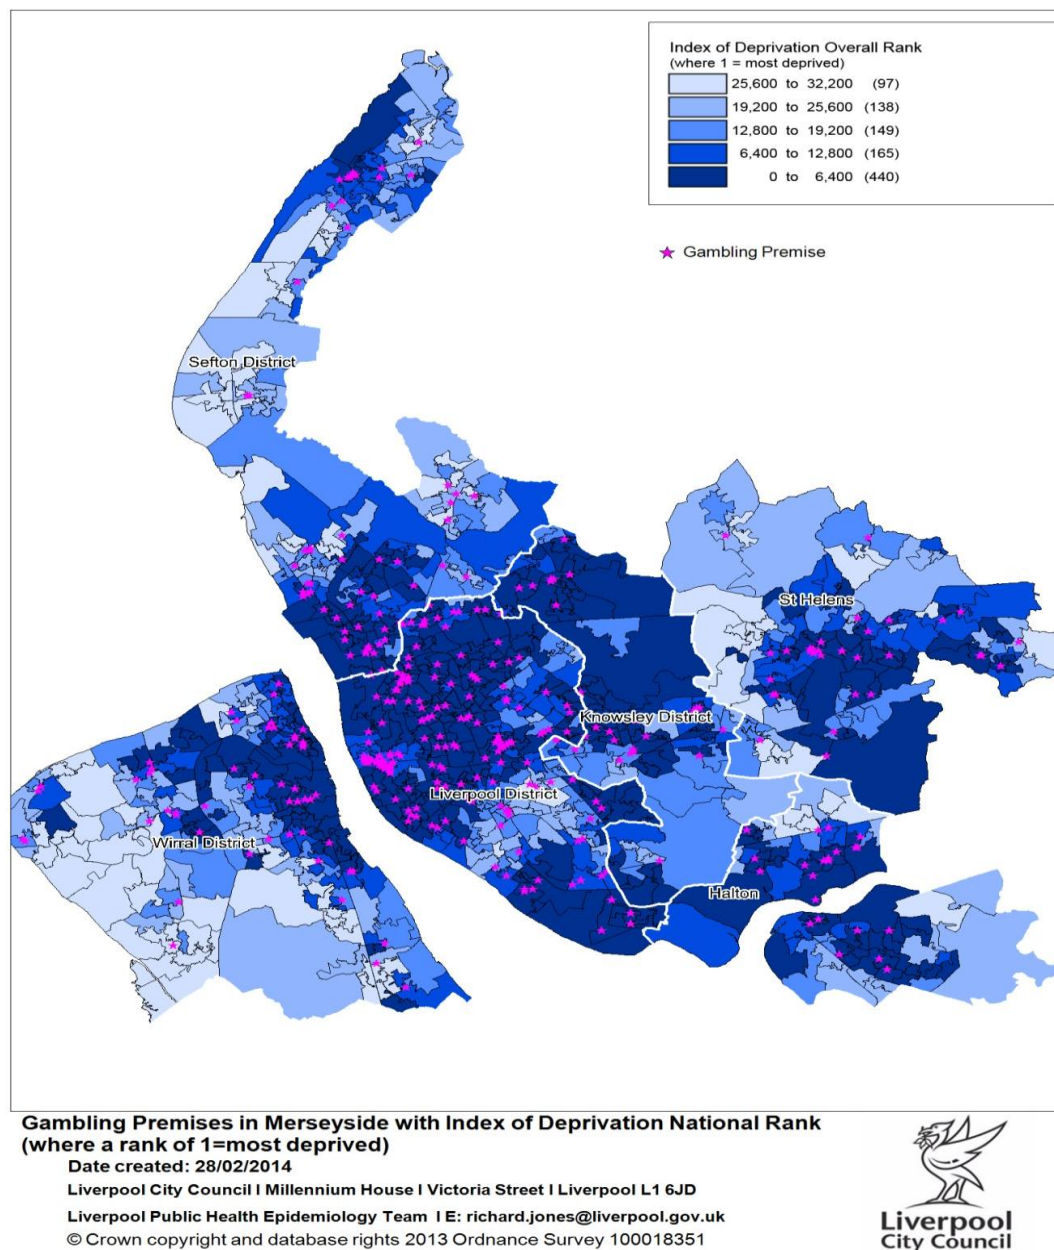 Index of Deprivation Overall Rank
(where 1 = most deprived)
25,600 to 32,200 (97)
19,200 to 25,600 (138)
12,800 to 19,200 (149)
6,400 to 12,800 (165)
0 to 6,400 (440)
Gambling Premise
Sefton District
St Helens
Knowsley District
Liverpool District
Wirral District
Halton
Gambling Premises in Merseyside with Index of Deprivation National Rank
(where a rank of 1=most deprived)
Date created: 28/02/2014
Liverpool City Council I Millennium House I Victoria Street I Liverpool L1 6JD
Liverpool Public Health Epidemiology Team I E: richard.jones@liverpool.gov.uk
© Crown copyright and database rights 2013 Ordnance Survey 100018351
Liverpool
City Council